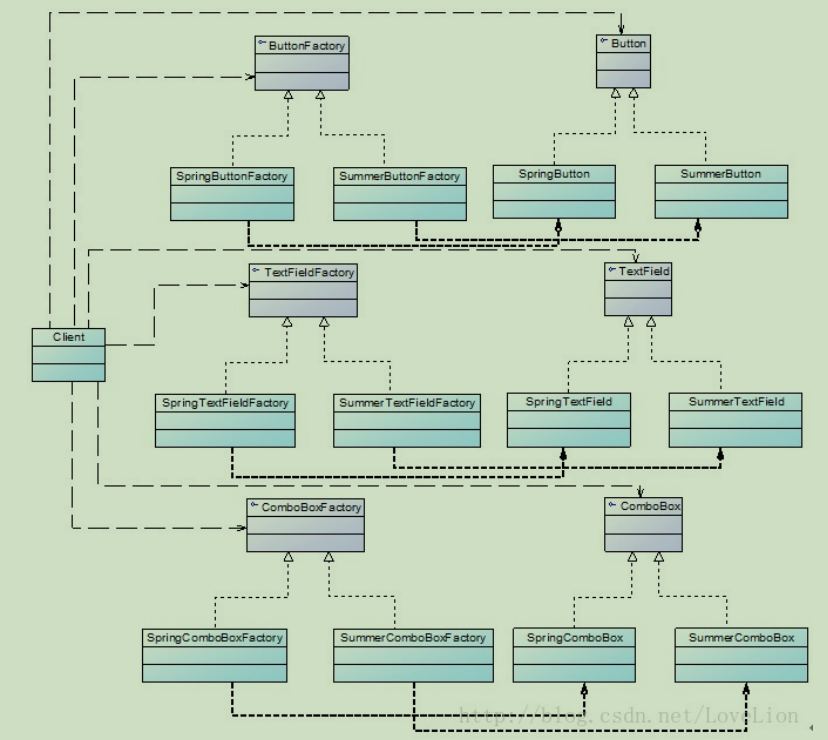 ButtonFactory
Button
SpringButtonFactory
SummerButtonFactory
SpringButton
SummerButton
TextFieldFactory
TextField
Client
SpringTextFieldFactory
SummerTextFieldFactory
SpringTextField
SummerTextField
ComboBoxFactory
ComboBox
SpringComboBoxFactory
SummerComboBoxFactory
SpringComboBox
SummerComboBox
http://blog.csdn.net/LoveLion